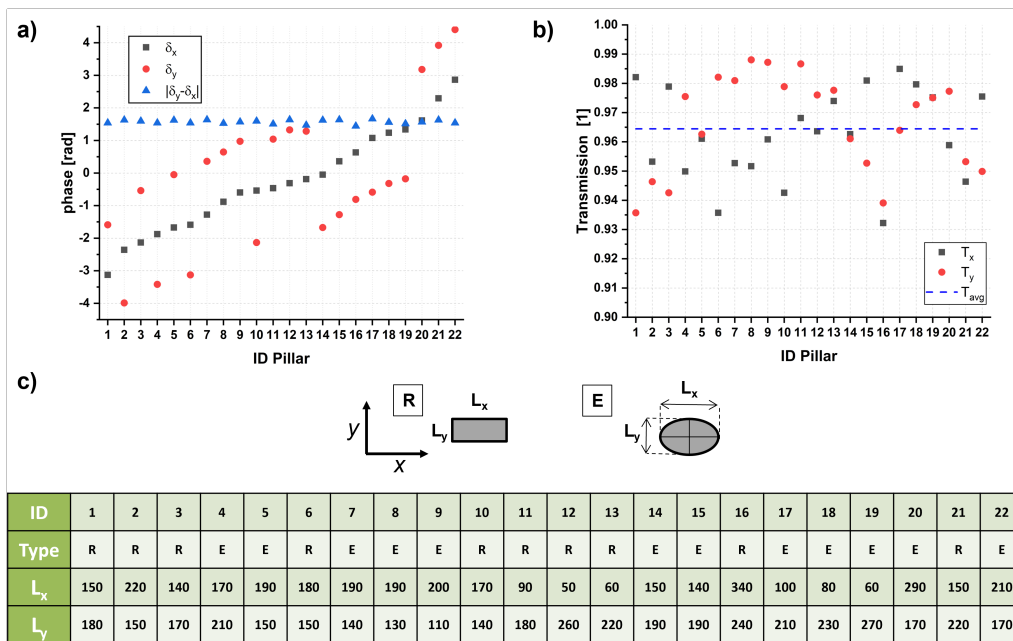 a)
phase [rad]
4
3
2
1
0
-1
-2
-3
-4
δx
δy
|δy-δx|
1 2 3 4 5 6 7 8 9 10 11 12 13 14 15 16 17 18 19 20 21 22
ID Pillar
b)
Transmission [1]
1.00
0.99
0.98
0.97
0.96
0.95
0.94
0.93
0.92
0.91
0.90
Tx
Ty
Tavg
1 2 3 4 5 6 7 8 9 10 11 12 13 14 15 16 17 18 19 20 21 22
ID Pillar
c)
y
x
R
Lx
Ly
E
Lx
Ly
ID 1 2 3 4 5 6 7 8 9 10 11 12 13 14 15 16 17 18 19 20 21 22
Type R R R E E R E E E R R R R E E R E E E E R E
Lx 150 220 140 170 190 180 190 190 200 170 90 50 60 150 140 340 100 80 60 290 150 210
Ly 180 150 170 210 150 150 140 130 110 140 180 260 220 190 190 240 210 230 270 170 220 170